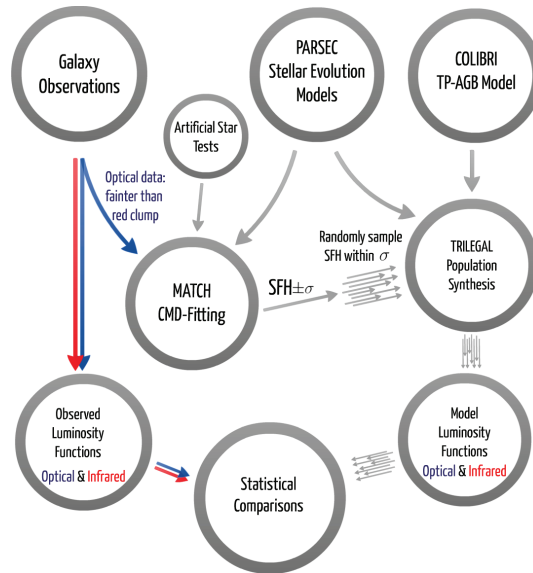 Galaxy
Observations
PARSEC
Stellar Evolution
Models
COLIBRI
TP-AGB Model
Artificial Star
Tests
Optical data:
fainter than
red clump
MATCH
CMD-Fitting
SFH±σ
Randomly sample
SFH within σ
TRILEGAL
Population
Synthesis
Observed
Luminosity
Functions
Optical & Infrared
Statistical
Comparisons
Model
Luminosity
Functions
Optical & Infrared